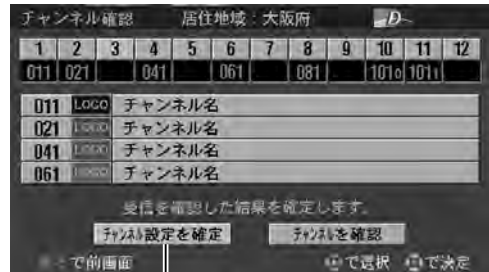 チャンネル確認 居住地域:大阪府 D
1 2 3 4 5 6 7 8 9 10 11 12
011 021 041 061 081 1010 1011
011 LOGO チャンネル名
021 LOGO チャンネル名
041 LOGO チャンネル名
061 LOGO チャンネル名
受信を確認した結果を確定します。
チャンネル設定を確定 チャンネルを確認
で前画面 で選択 で決定